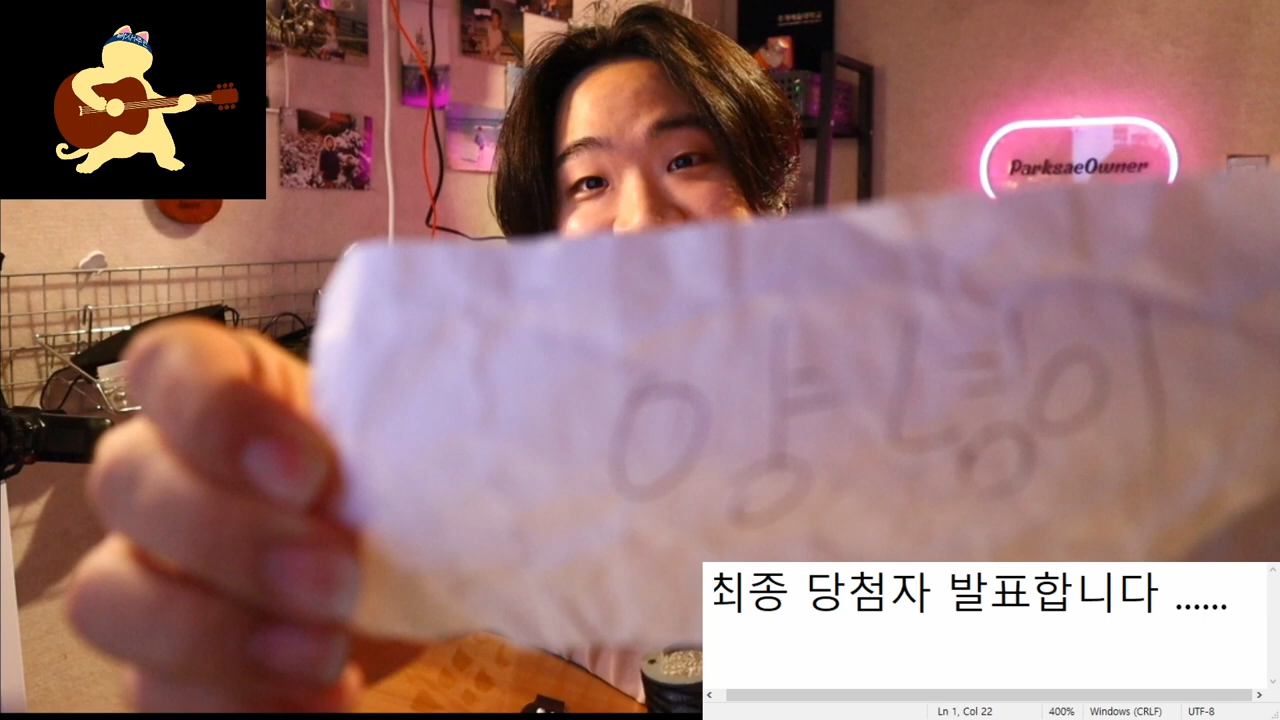 ParksaeOwner
양녕이
최종 당첨자 발표합니다 ......
Ln 1, Col 22
400%
Windows (CRLF)
UTF-8